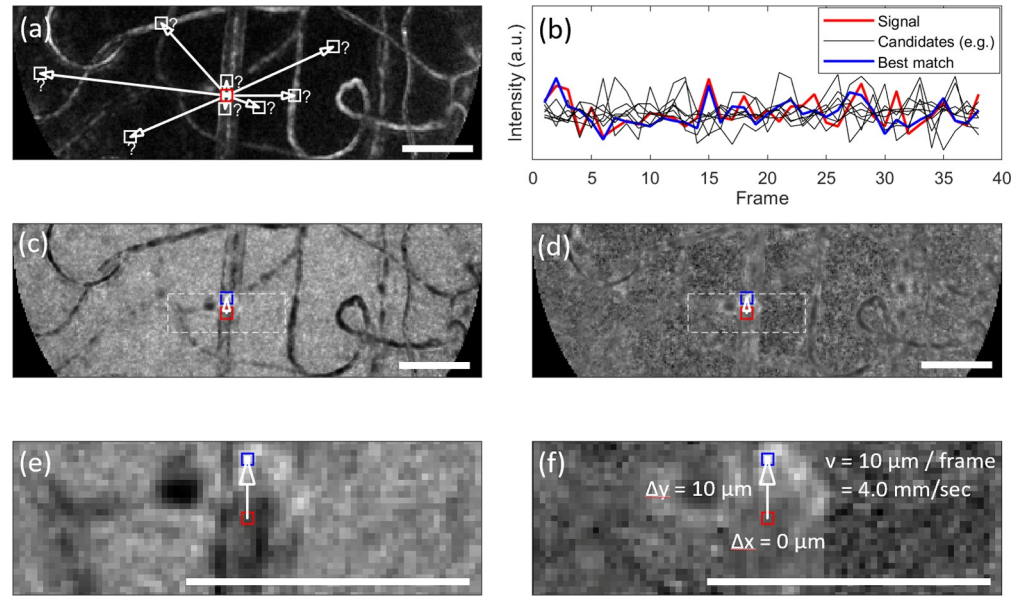 (a)
?
?
?
?
?
?
?
?
(b)
Intensity (a.u.)
Signal
Candidates (e.g.)
Best match
0 5 10 15 20 25 30 35 40
Frame
(c)
(d)
(e)
(f)
v = 10 µm / frame
= 4.0 mm/sec
Δy = 10 µm
Δx = 0 µm